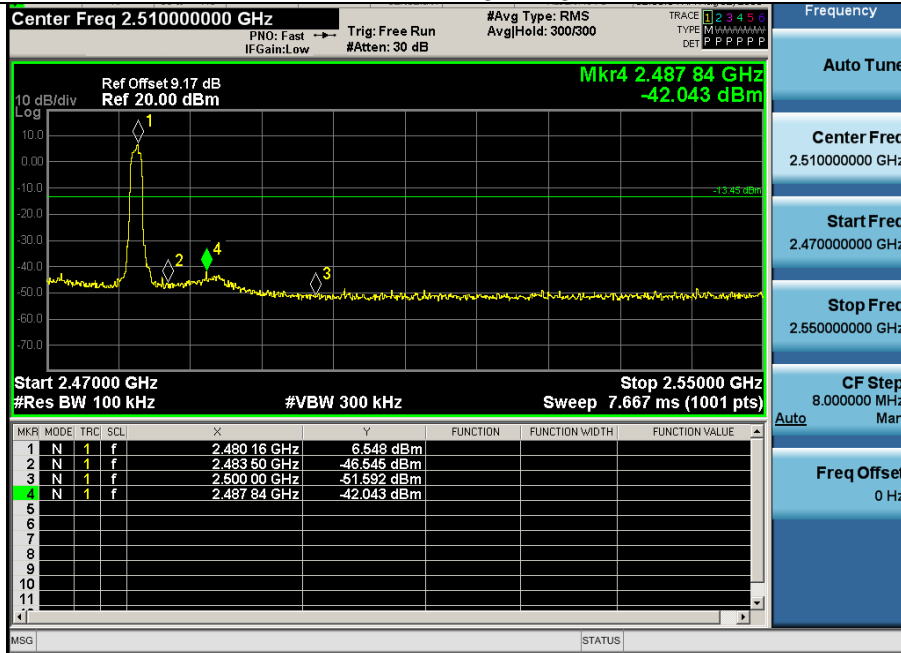 Center Freq 2.510000000 GHz
PNO: Fast
IFGain:Low
Trig: Free Run
#Atten: 30 dB
#Avg Type: RMS
Avg|Hold: 300/300
TRACE 1 2 3 4 5 6
TYPE M
DET P P P P P P
Frequency
Ref Offset 9.17 dB
Ref 20.00 dBm
10 dB/div
Log
Mkr4 2.487 84 GHz
-42.043 dBm
10.0
0.00
-10.0
-20.0
-30.0
-40.0
-50.0
-60.0
-70.0
1
2
4
3
-13.45 dBm
Start 2.47000 GHz
#Res BW 100 kHz
#VBW 300 kHz
Stop 2.55000 GHz
Sweep 7.667 ms (1001 pts)
MKR MODE TRC SCL X Y FUNCTION FUNCTION WIDTH FUNCTION VALUE
1 N 1 f 2.480 16 GHz 6.548 dBm
2 N 1 f 2.483 50 GHz -46.545 dBm
3 N 1 f 2.500 00 GHz -51.592 dBm
4 N 1 f 2.487 84 GHz -42.043 dBm
5
6
7
8
9
10
11
MSG
STATUS
Auto Tune
Center Freq
2.510000000 GHz
Start Freq
2.470000000 GHz
Stop Freq
2.550000000 GHz
CF Step
8.000000 MHz
Auto Man
Freq Offset
0 Hz